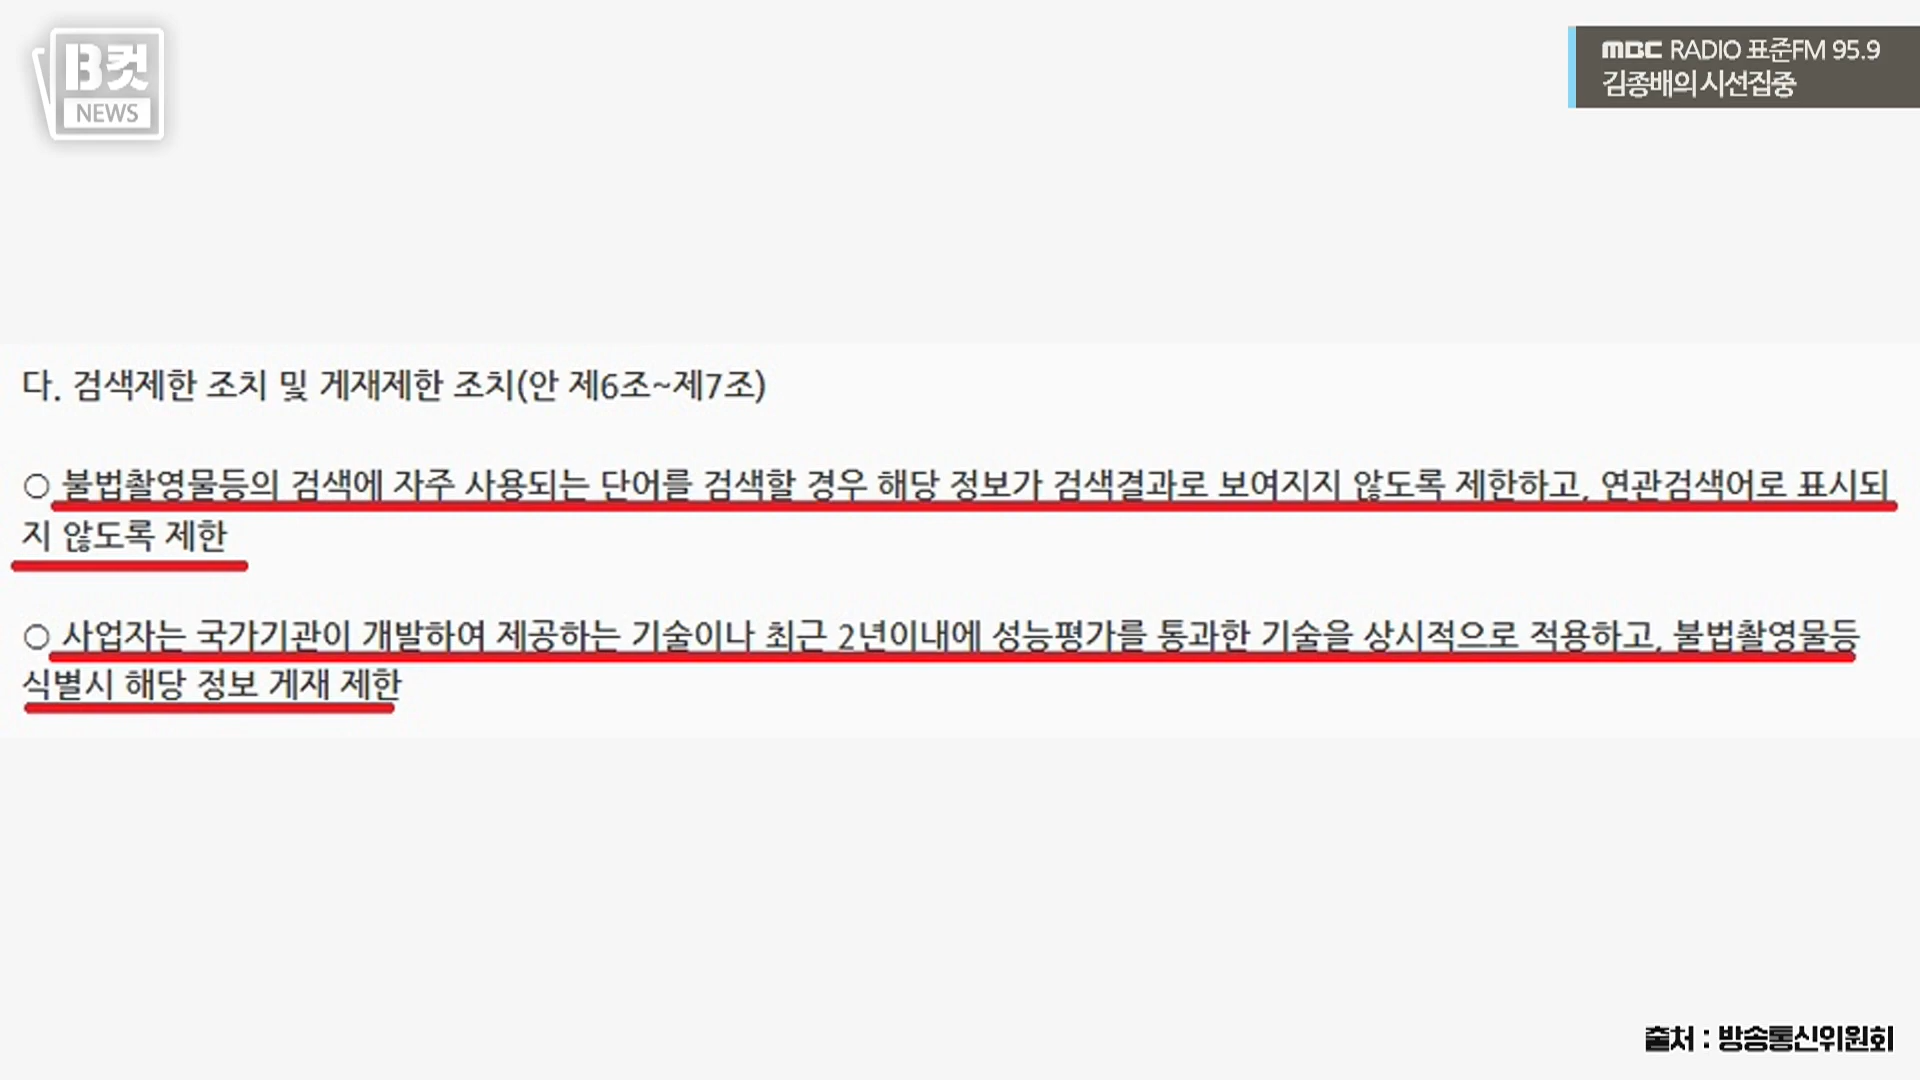 B컷
NEWS
MBC RADIO 표준FM 95.9
김종배의 시선집중
다. 검색제한 조치 및 게재제한 조치(안 제6조~제7조)
○ 불법촬영물등의 검색에 자주 사용되는 단어를 검색할 경우 해당 정보가 검색결과로 보여지지 않도록 제한하고, 연관검색어로 표시되
지 않도록 제한
○ 사업자는 국가기관이 개발하여 제공하는 기술이나 최근 2년이내에 성능평가를 통과한 기술을 상시적으로 적용하고, 불법촬영물등
식별시 해당 정보 게재 제한
출처 : 방송통신위원회